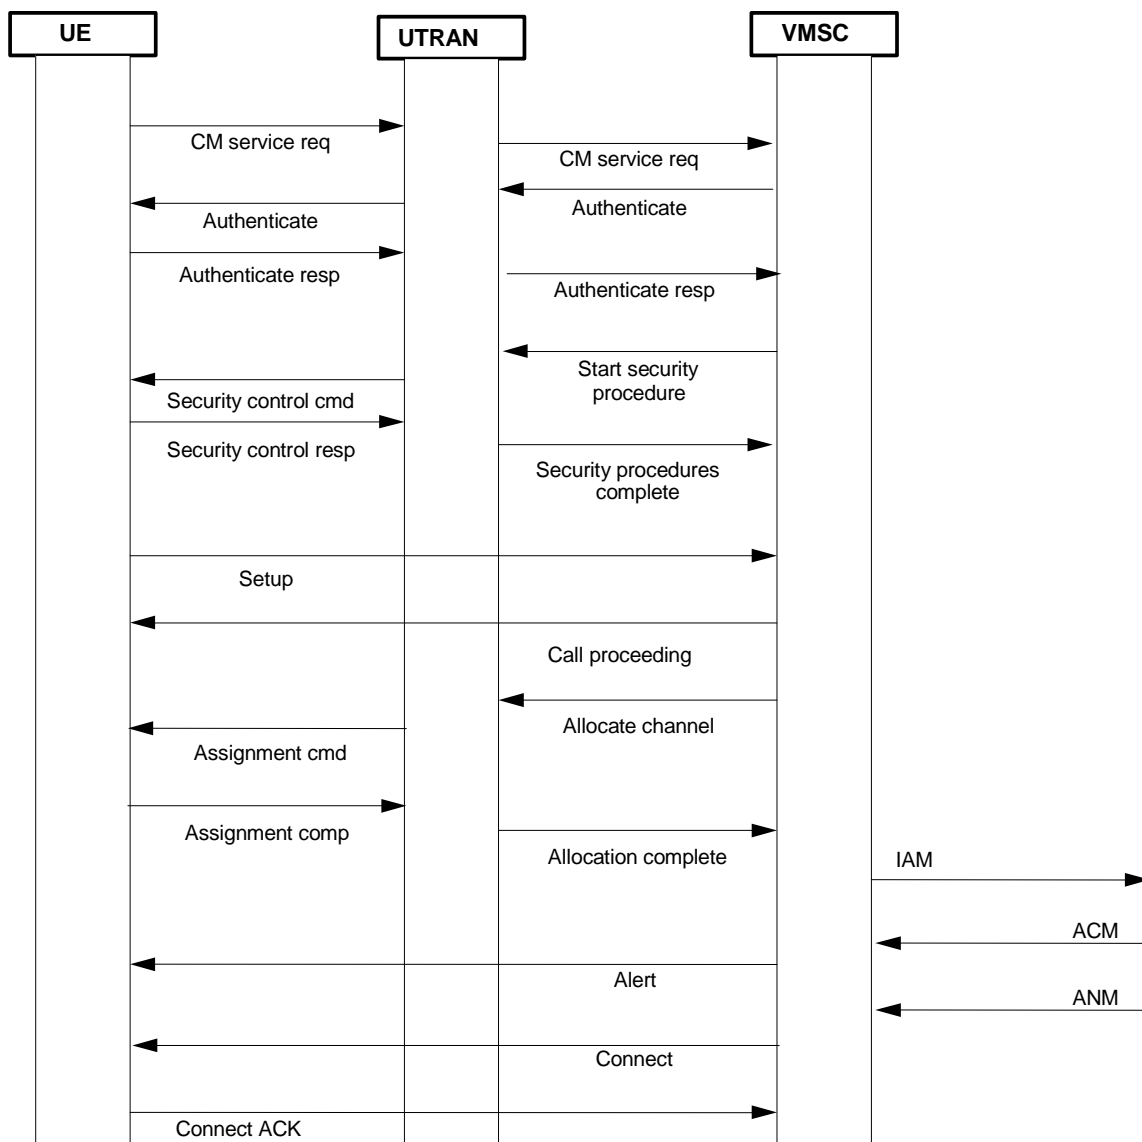 UE
UTRAN
VMSC
CM service req
CM service req
Authenticate
Authenticate
Authenticate resp
Authenticate resp
Start security
procedure
Security control cmd
Security control resp
Security procedures
complete
Setup
Call proceeding
Allocate channel
Assignment cmd
Assignment comp
Allocation complete
IAM
ACM
Alert
ANM
Connect
Connect ACK